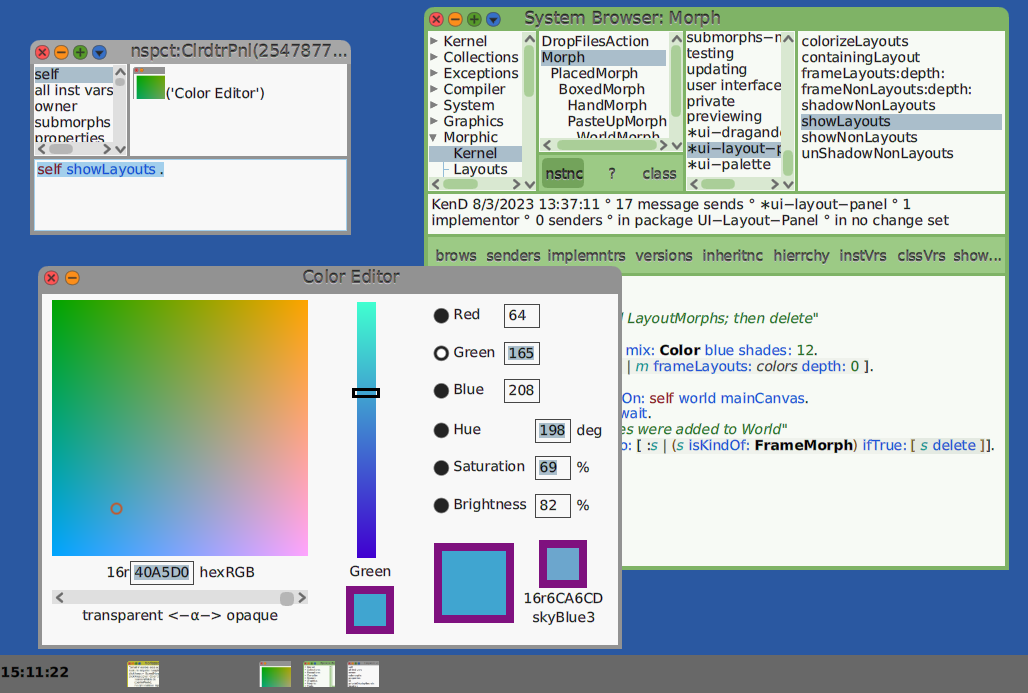 nspct:ClrdtrPnl(2547877...
self
all inst vars
owner
submorphs
properties
('Color Editor')
self showLayouts .
System Browser: Morph
Kernel
Collections
Exceptions
Compiler
System
Graphics
Morphic
Kernel
Layouts
DropFilesAction
Morph
PlacedMorph
BoxedMorph
HandMorph
PasteUpMorph
WorldMorph
nstnc
?
class
testing
updating
user interface
private
previewing
*ui−dragand
*ui−layout−p
*ui−palette
colorizeLayouts
containingLayout
frameLayouts:depth:
frameNonLayouts:depth:
shadowNonLayouts
showLayouts
showNonLayouts
unShadowNonLayouts
KenD 8/3/2023 13:37:11 ° 17 message sends ° *ui−layout−panel ° 1
implementor ° 0 senders ° in package UI−Layout−Panel ° in no change set
brows senders implemntrs versions inheritnc hierrchy instVrs clssVrs show...
LayoutMorphs; then delete"
mix: Color blue shades: 12.
| m frameLayouts: colors depth: 0 ].
On: self world mainCanvas.
wait.
es were added to World"
o: [ :s | (s isKindOf: FrameMorph) ifTrue: [ s delete ]].
Color Editor
Red 64
Green 165
Blue 208
Hue 198 deg
Saturation 69 %
Brightness 82 %
16r 40A5D0 hexRGB
transparent <−α−> opaque
Green
16r6CA6CD
skyBlue3
15:11:22